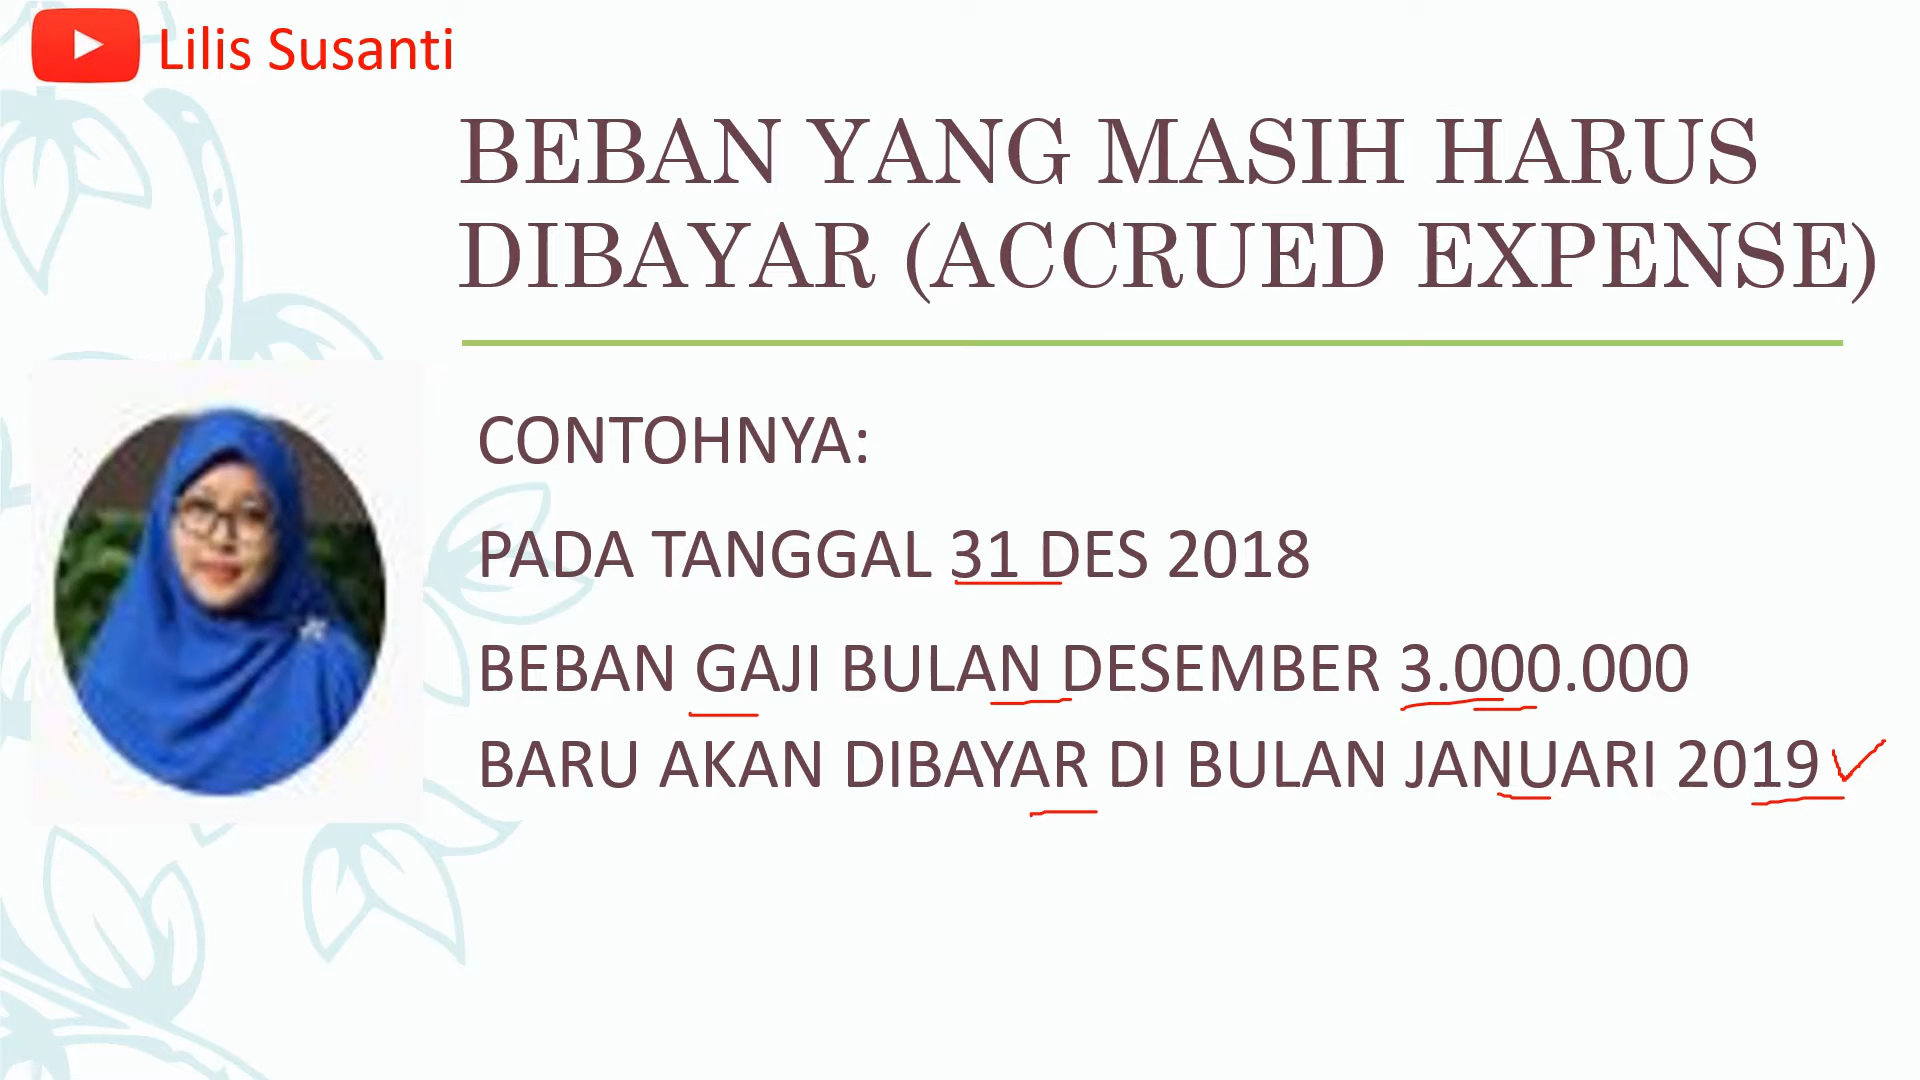 Lilis Susanti
BEBAN YANG MASIH HARUS
DIBAYAR (ACCRUED EXPENSE)
CONTOHNYA:
PADA TANGGAL 31 DES 2018
BEBAN GAJI BULAN DESEMBER 3.000.000
BARU AKAN DIBAYAR DI BULAN JANUARI 2019